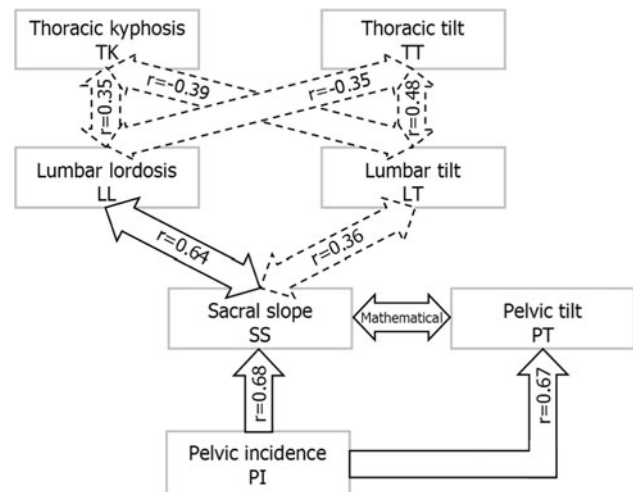 Thoracic kyphosis
TK
Thoracic tilt
TT
r=-0.39
r=-0.35
r=0.35
r=0.48
Lumbar lordosis
LL
Lumbar tilt
LT
r=0.64
r=0.36
Sacral slope
SS
Mathematical
Pelvic tilt
PT
r=0.68
r=0.67
Pelvic incidence
PI